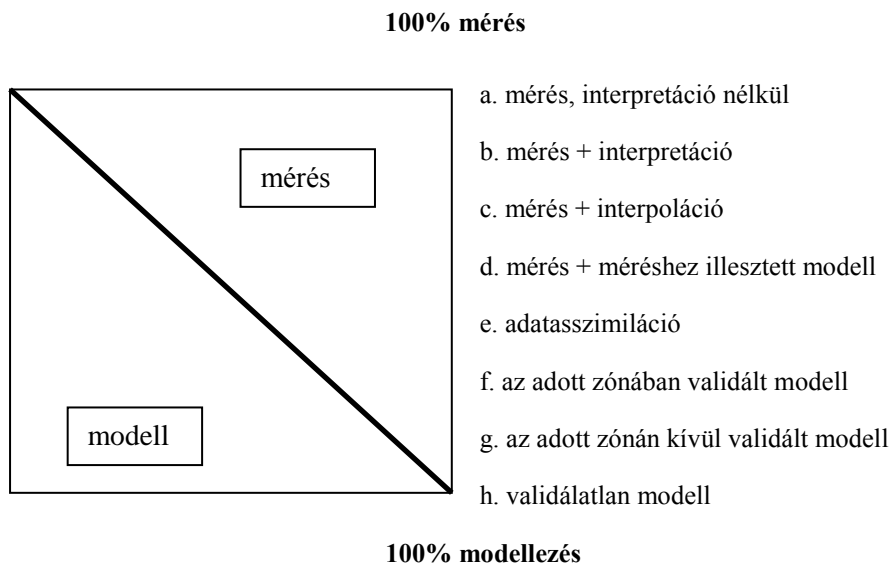 100% mérés
mérés
modell
a. mérés, interpretáció nélkül
b. mérés + interpretáció
c. mérés + interpoláció
d. mérés + méréshez illesztett modell
e. adatasszimiláció
f. az adott zónában validált modell
g. az adott zónán kívül validált modell
h. validálatlan modell
100% modellezés